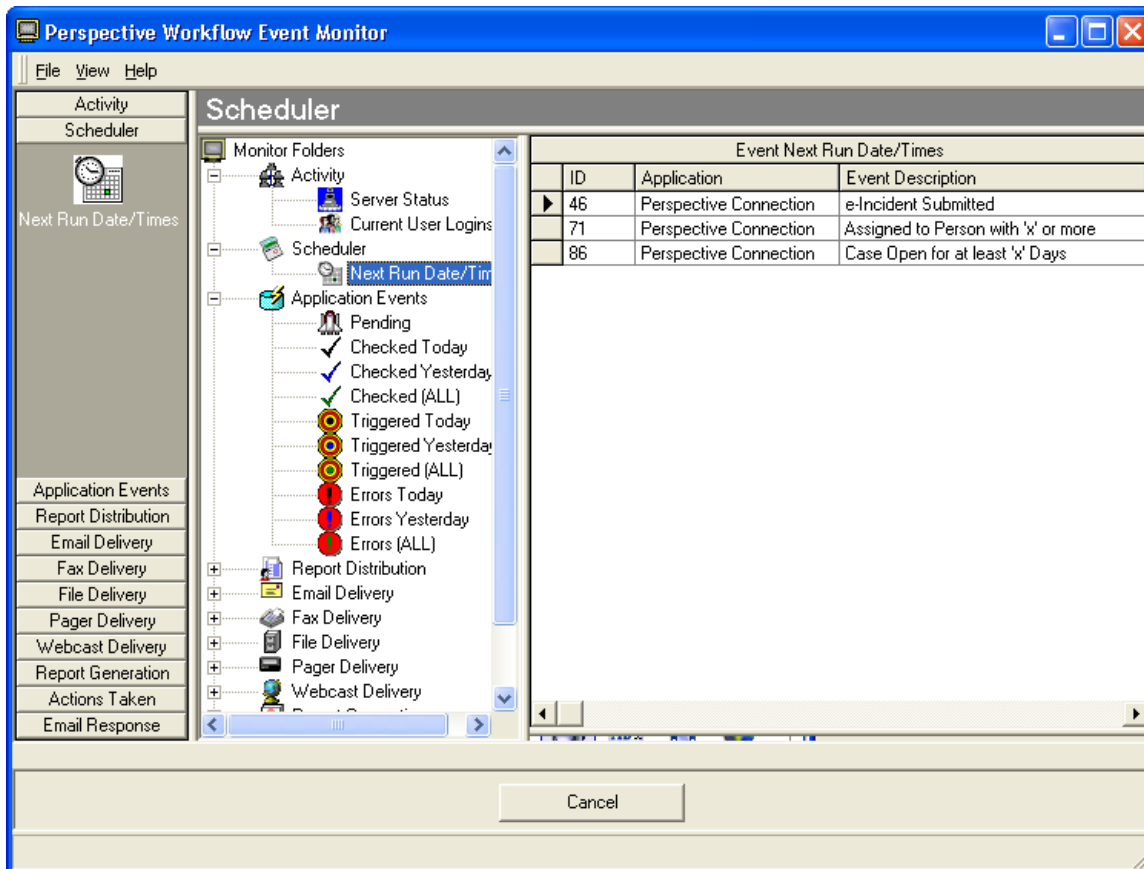 Perspective Workflow Event Monitor
File View Help
Activity
Scheduler
Next Run Date/Times
Application Events
Report Distribution
Email Delivery
Fax Delivery
File Delivery
Pager Delivery
Webcast Delivery
Report Generation
Actions Taken
Email Response
Scheduler
Monitor Folders
Activity
Server Status
Current User Logins
Scheduler
Next Run Date/Tim
Application Events
Pending
Checked Today
Checked Yesterday
Checked (ALL)
Triggered Today
Triggered Yesterday
Triggered (ALL)
Errors Today
Errors Yesterday
Errors (ALL)
Report Distribution
Email Delivery
Fax Delivery
File Delivery
Pager Delivery
Webcast Delivery
Event Next Run Date/Times
ID Application Event Description
46 Perspective Connection e-Incident Submitted
71 Perspective Connection Assigned to Person with 'x' or more
86 Perspective Connection Case Open for at least 'x' Days
Cancel